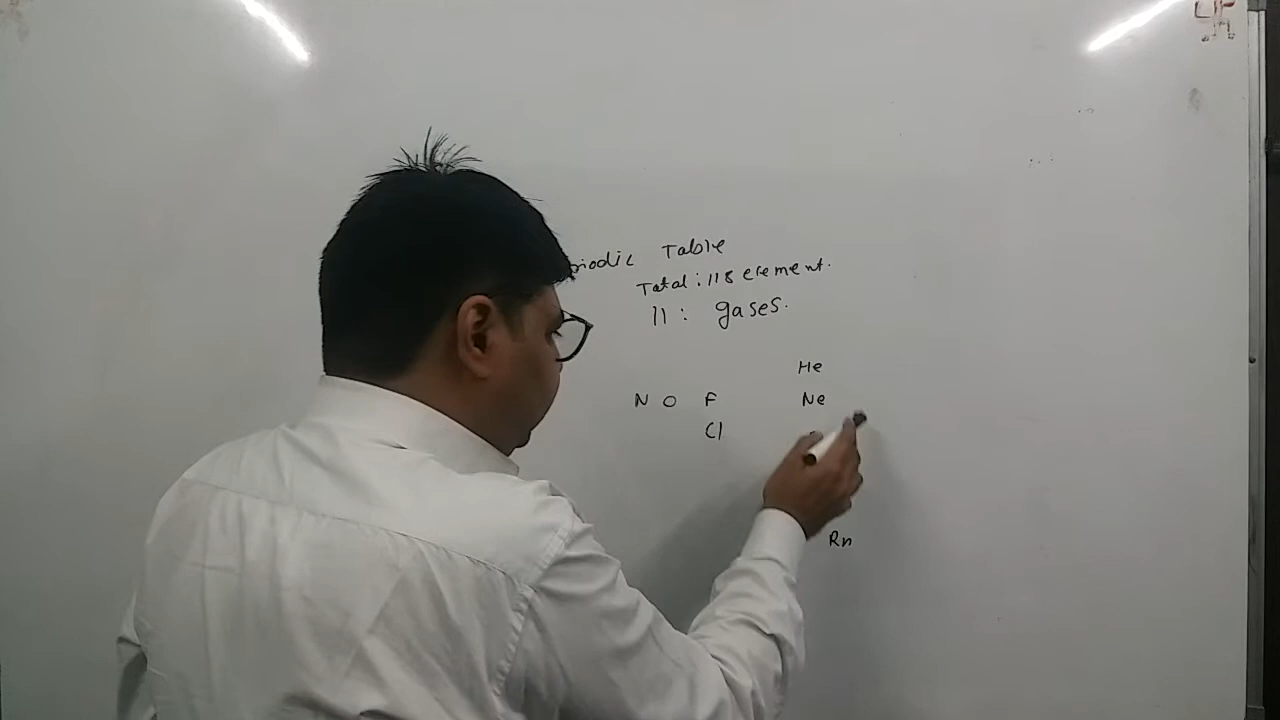 Table
Total: 118 element.
11: gases.
He
N O F Ne
Cl
Rn